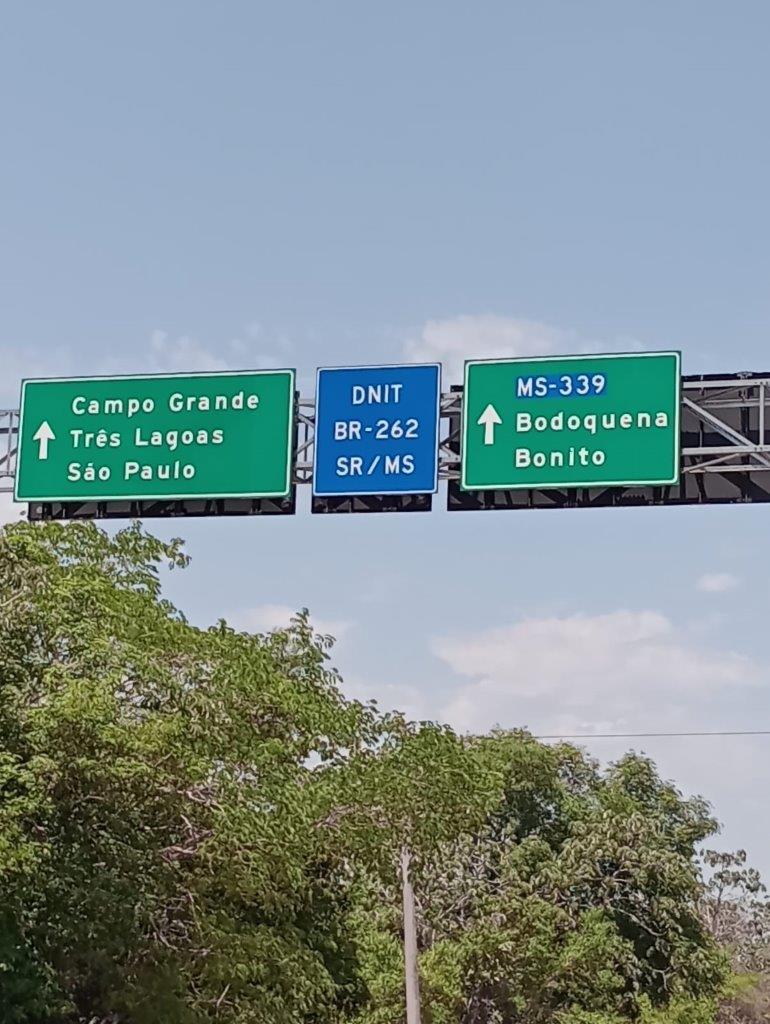 Campo Grande
Três Lagoas
São Paulo
DNIT
BR-262
SR/MS
MS-339
Bodoquena
Bonito